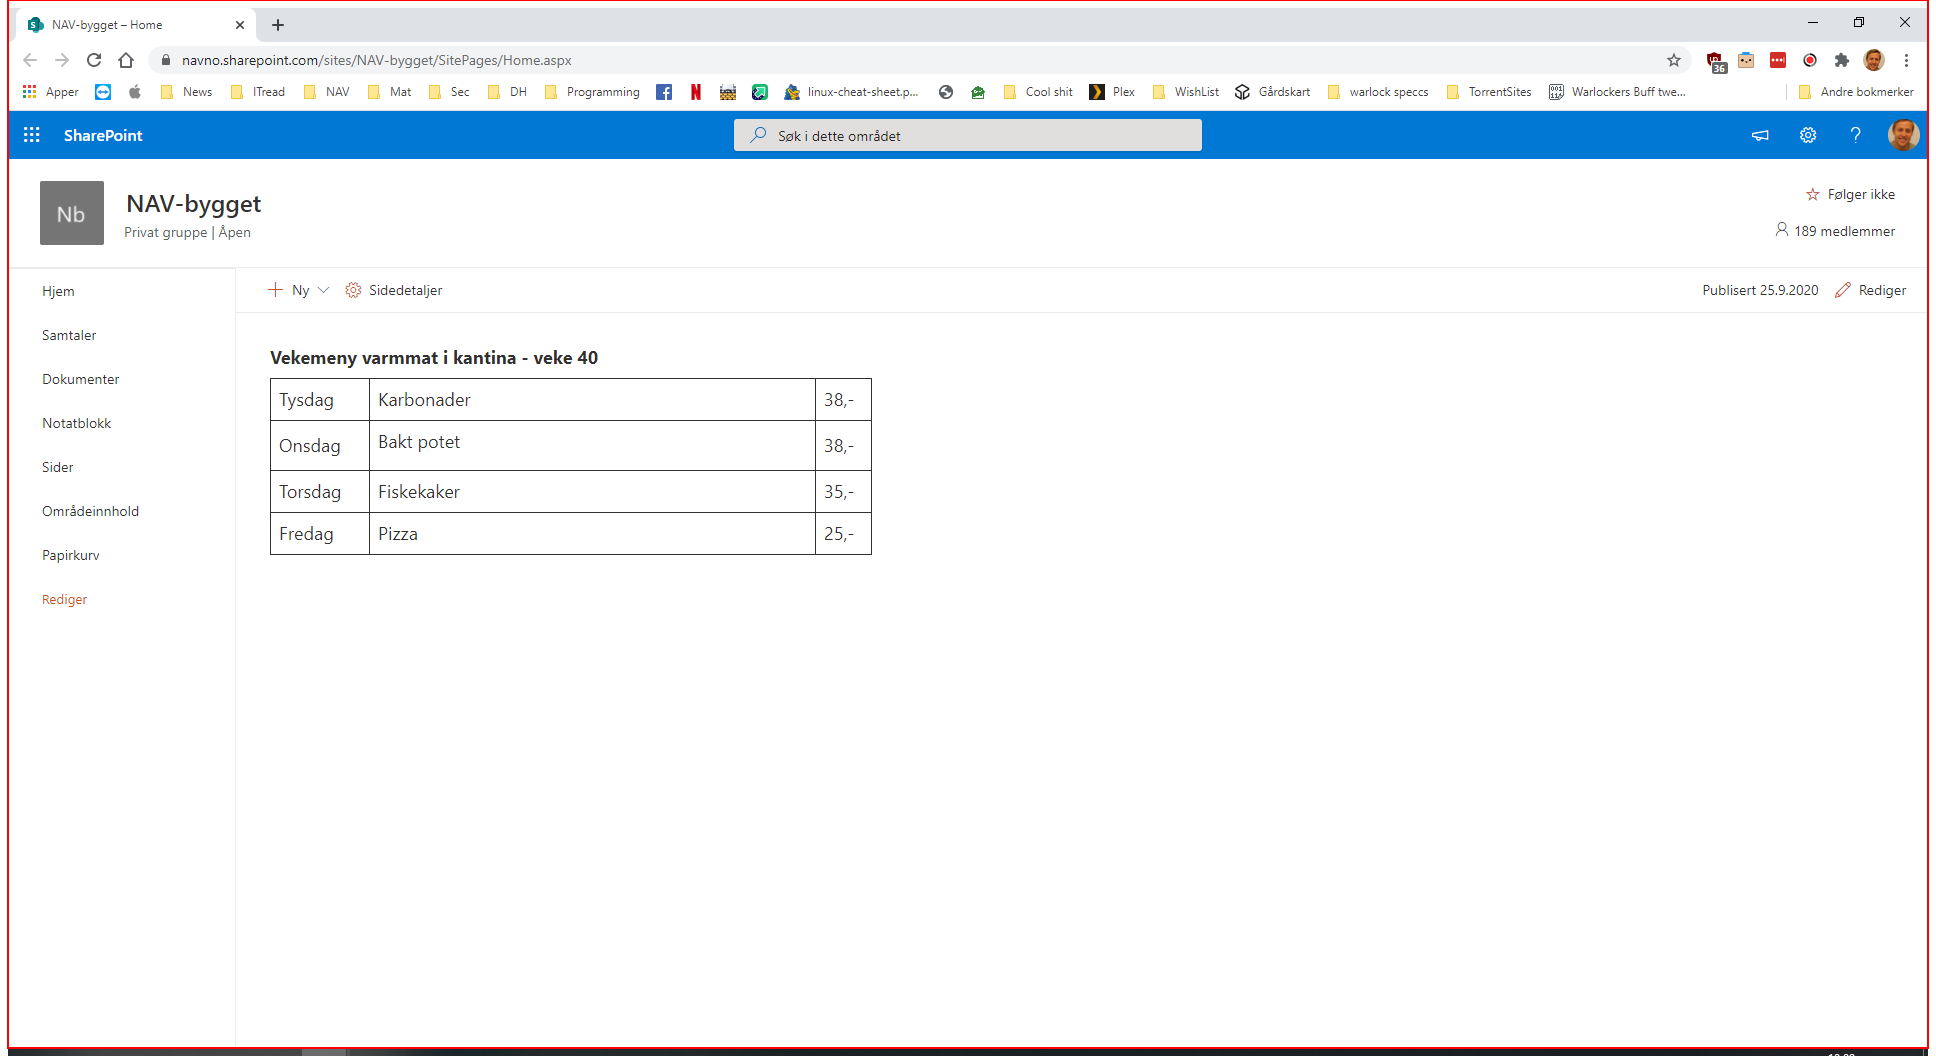 NAV-bygget – Home
navno.sharepoint.com/sites/NAV-bygget/SitePages/Home.aspx
36
Apper News ITread NAV Mat Sec DH Programming linux-cheat-sheet.p... Cool shit Plex WishList Gårdskart warlock speccs TorrentSites Warlockers Buff twe... Andre bokmerker
SharePoint
Søk i dette området
?
Nb
NAV-bygget
Privat gruppe | Åpen
Følger ikke
189 medlemmer
Hjem
Samtaler
Dokumenter
Notatblokk
Sider
Områdeinnhold
Papirkurv
Rediger
Ny Sidedetaljer
Publisert 25.9.2020 Rediger
Vekemeny varmmat i kantina - veke 40
Tysdag Karbonader 38,-
Onsdag Bakt potet 38,-
Torsdag Fiskekaker 35,-
Fredag Pizza 25,-